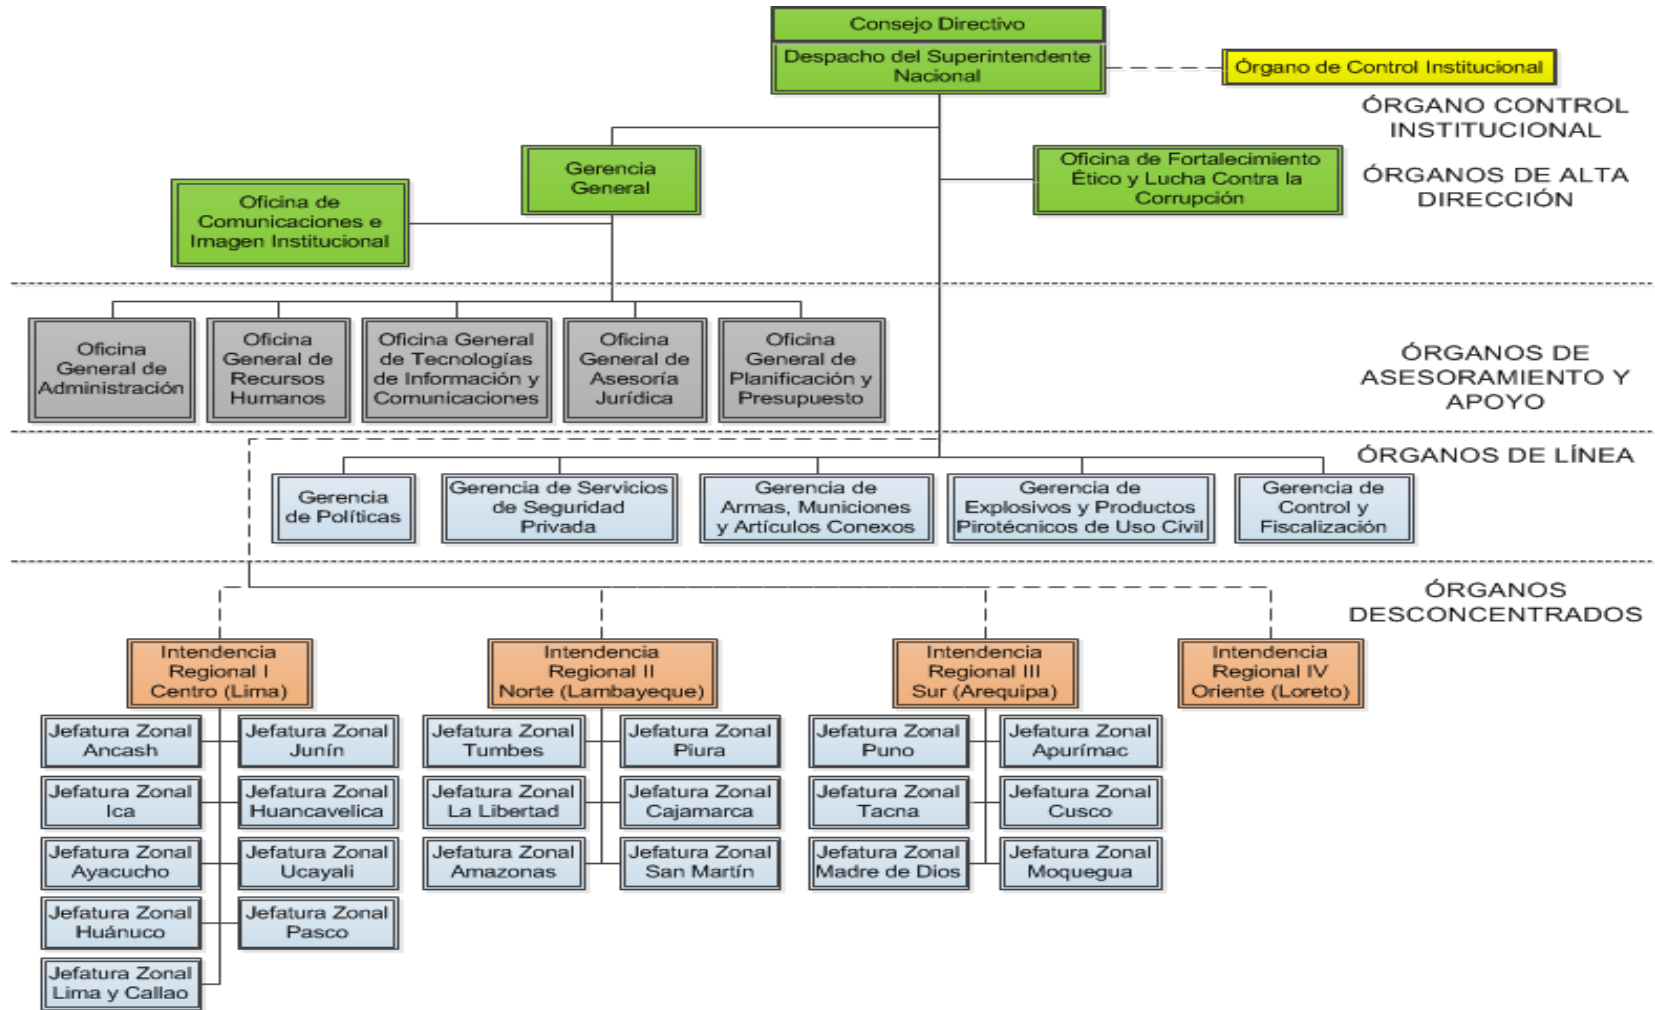 Consejo Directivo
Despacho del Superintendente
Nacional
Órgano de Control Institucional
ÓRGANO CONTROL
INSTITUCIONAL
Gerencia
General
Oficina de Fortalecimiento
Ético y Lucha Contra la
Corrupción
ÓRGANOS DE ALTA
DIRECCIÓN
Oficina de
Comunicaciones e
Imagen Institucional
Oficina
General de
Administración
Oficina
General de
Recursos
Humanos
Oficina General
de Tecnologías
de Información y
Comunicaciones
Oficina
General de
Asesoría
Jurídica
Oficina
General de
Planificación y
Presupuesto
ÓRGANOS DE
ASESORAMIENTO Y
APOYO
ÓRGANOS DE LÍNEA
Gerencia
de Políticas
Gerencia de Servicios
de Seguridad
Privada
Gerencia de
Armas, Municiones
y Artículos Conexos
Gerencia de
Explosivos y Productos
Pirotécnicos de Uso Civil
Gerencia de
Control y
Fiscalización
ÓRGANOS
DESCONCENTRADOS
Intendencia
Regional I
Centro (Lima)
Intendencia
Regional II
Norte (Lambayeque)
Intendencia
Regional III
Sur (Arequipa)
Intendencia
Regional IV
Oriente (Loreto)
Jefatura Zonal
Ancash
Jefatura Zonal
Junín
Jefatura Zonal
Tumbes
Jefatura Zonal
Piura
Jefatura Zonal
Puno
Jefatura Zonal
Apurímac
Jefatura Zonal
Ica
Jefatura Zonal
Huancavelica
Jefatura Zonal
La Libertad
Jefatura Zonal
Cajamarca
Jefatura Zonal
Tacna
Jefatura Zonal
Cusco
Jefatura Zonal
Ayacucho
Jefatura Zonal
Ucayali
Jefatura Zonal
Amazonas
Jefatura Zonal
San Martín
Jefatura Zonal
Madre de Dios
Jefatura Zonal
Moquegua
Jefatura Zonal
Huánuco
Jefatura Zonal
Pasco
Jefatura Zonal
Lima y Callao